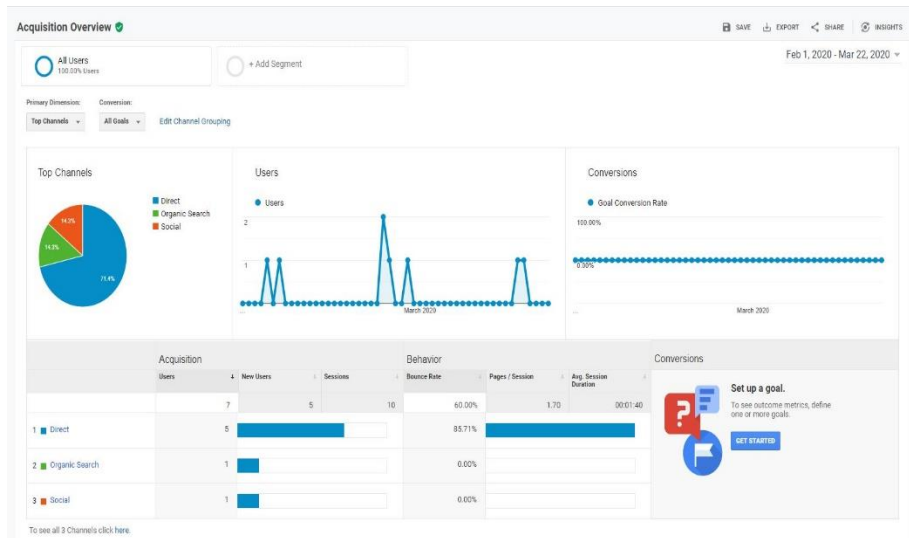 Acquisition Overview
SAVE EXPORT SHARE INSIGHTS
All Users
100.00% Users
+ Add Segment
Feb 1, 2020 - Mar 22, 2020
Primary Dimension: Conversion:
Top Channels All Goals Edit Channel Grouping
Top Channels
Direct
Organic Search
Social
14.3%
14.3%
71.4%
Users
Users
2
1
...
March 2020
Conversions
Goal Conversion Rate
100.00%
0.00%
...
March 2020
Acquisition Behavior Conversions
Users New Users Sessions Bounce Rate Pages / Session Avg. Session
Duration
7 5 10 60.00% 1.70 00:01:40
1 Direct 5 85.71%
2 Organic Search 1 0.00%
3 Social 1 0.00%
Set up a goal.
To see outcome metrics, define
one or more goals.
GET STARTED
To see all 3 Channels click here.